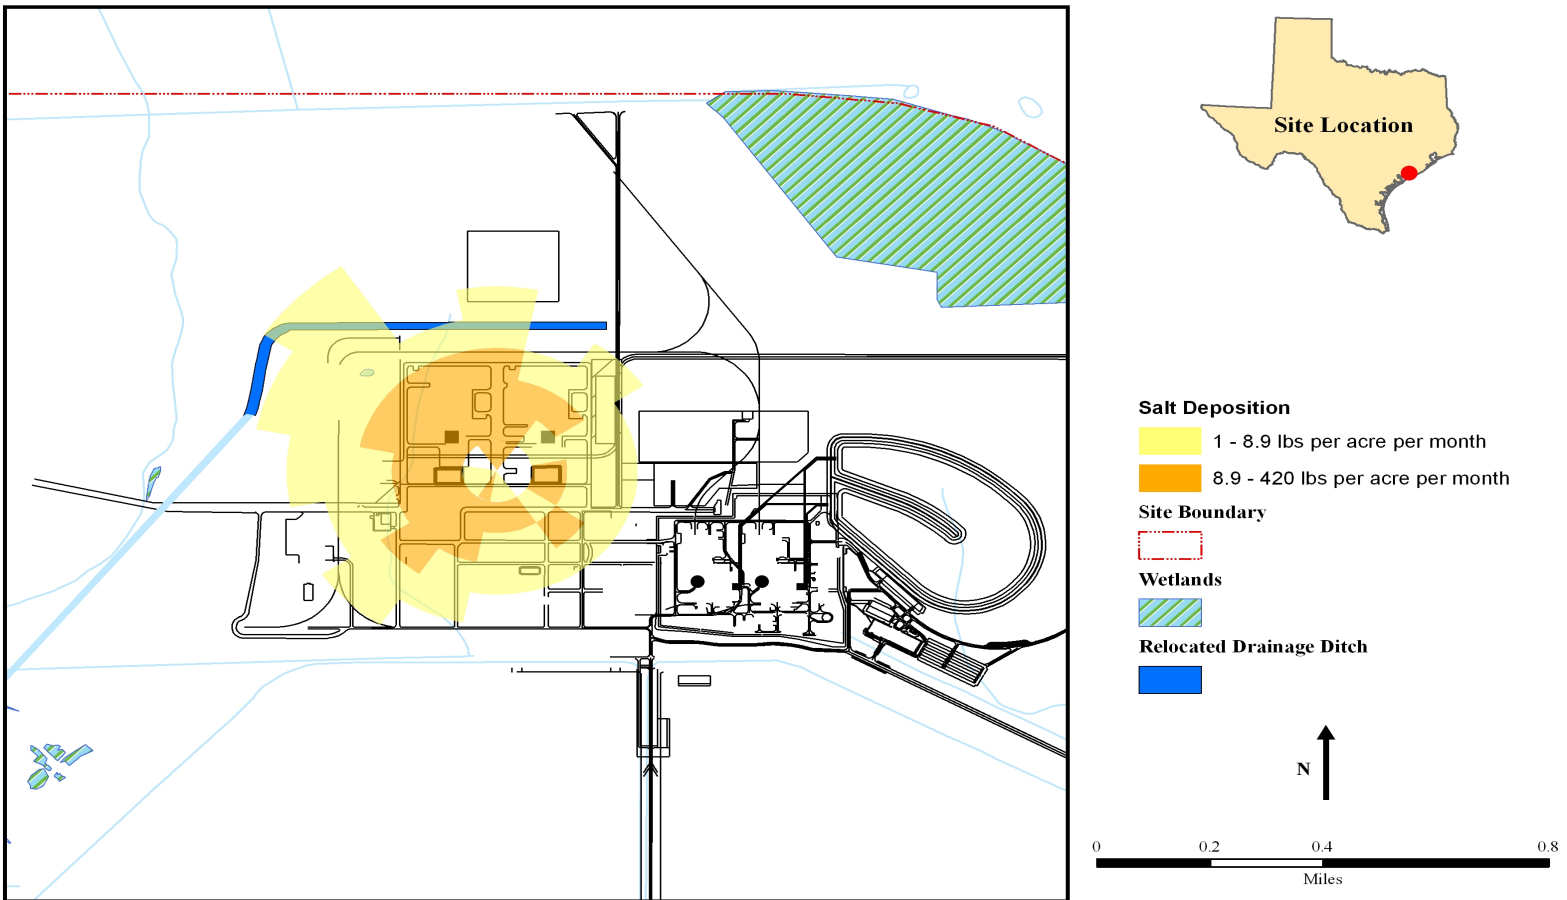 Site Location
Salt Deposition
1 - 8.9 lbs per acre per month
8.9 - 420 lbs per acre per month
Site Boundary
Wetlands
Relocated Drainage Ditch
N
0 0.2 0.4 0.8
Miles